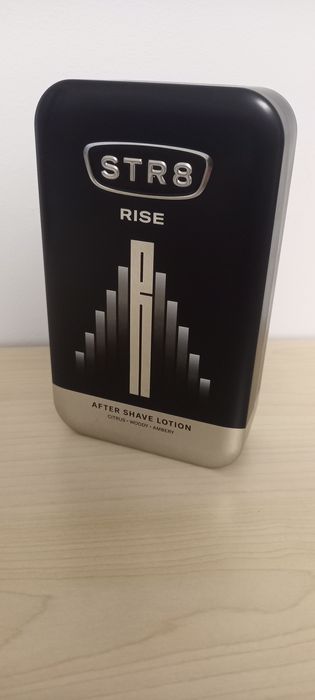 STR8
RISE
R
AFTER SHAVE LOTION
CITRUS • WOODY • AMBERY